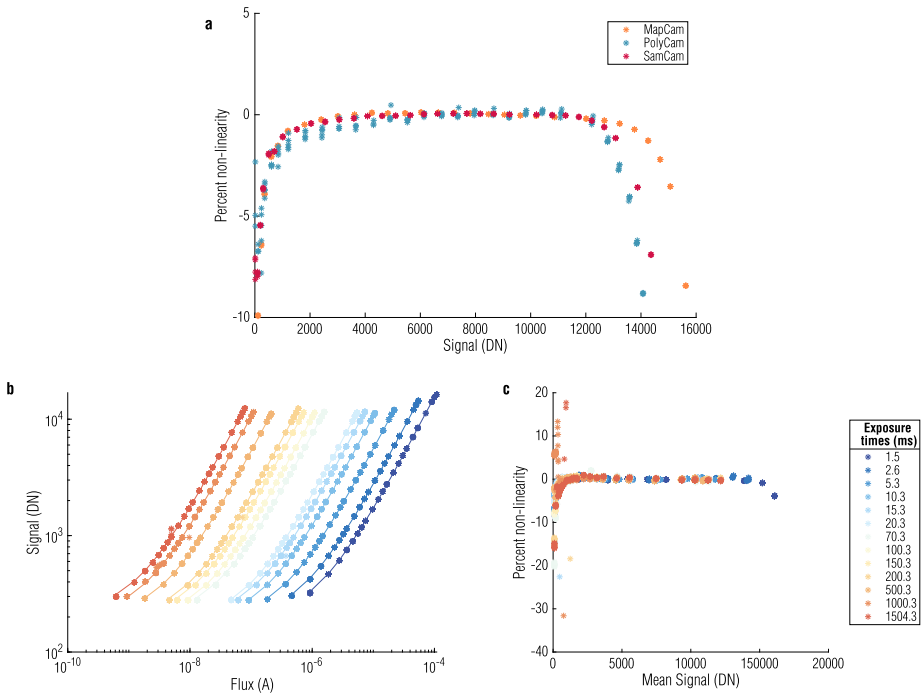 a
5
0
-5
-10
Percent non-linearity
0 2000 4000 6000 8000 10000 12000 14000 16000
Signal (DN)
MapCam
PolyCam
SamCam
b
10^4
10^3
10^2
Signal (DN)
10^-10 10^-8 10^-6 10^-4
Flux (A)
c
20
10
0
-10
-20
-30
-40
Percent non-linearity
0 5000 10000 150000 20000
Mean Signal (DN)
Exposure
times (ms)
1.5
2.6
5.3
10.3
15.3
20.3
70.3
100.3
150.3
200.3
500.3
1000.3
1504.3